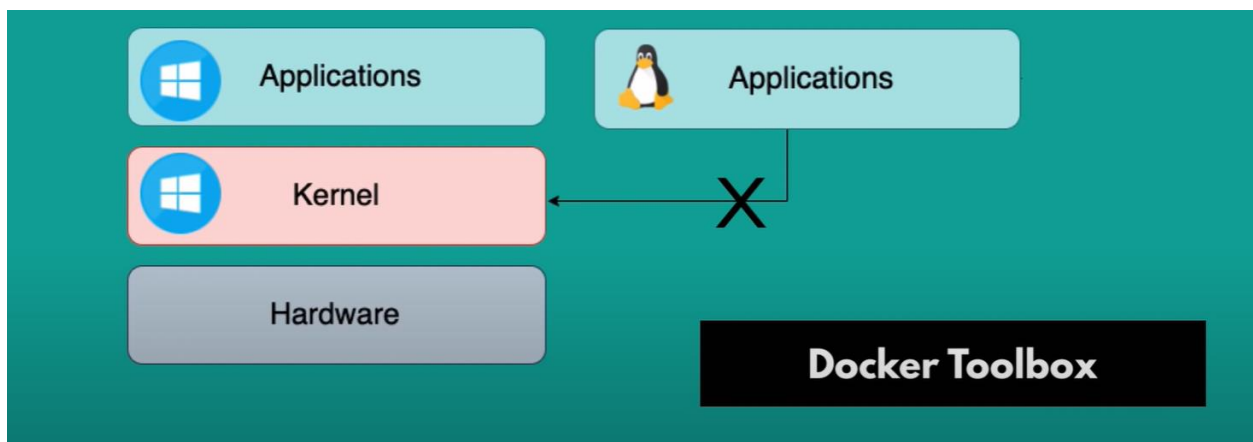 Applications
Applications
Kernel
X
Hardware
Docker Toolbox